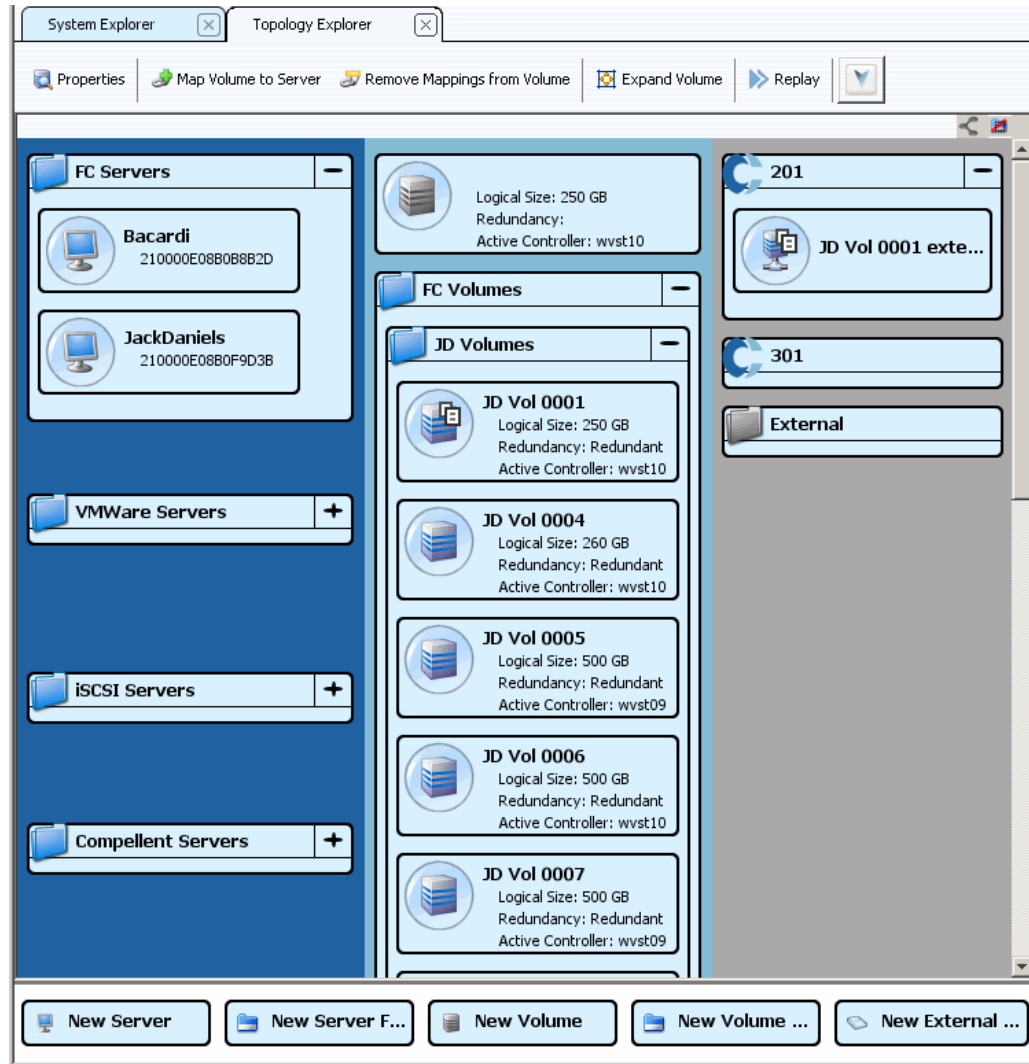 System Explorer
Topology Explorer
Properties
Map Volume to Server
Remove Mappings from Volume
Expand Volume
Replay
FC Servers
Bacardi
210000E08B0B8B2D
JackDaniels
210000E08B0F9D3B
VMWare Servers
iSCSI Servers
Compellent Servers
Logical Size: 250 GB
Redundancy:
Active Controller: wvst10
FC Volumes
JD Volumes
JD Vol 0001
Logical Size: 250 GB
Redundancy: Redundant
Active Controller: wvst10
JD Vol 0004
Logical Size: 260 GB
Redundancy: Redundant
Active Controller: wvst10
JD Vol 0005
Logical Size: 500 GB
Redundancy: Redundant
Active Controller: wvst09
JD Vol 0006
Logical Size: 500 GB
Redundancy: Redundant
Active Controller: wvst10
JD Vol 0007
Logical Size: 500 GB
Redundancy: Redundant
Active Controller: wvst09
201
JD Vol 0001 exte...
301
External
New Server
New Server F...
New Volume
New Volume ...
New External ...